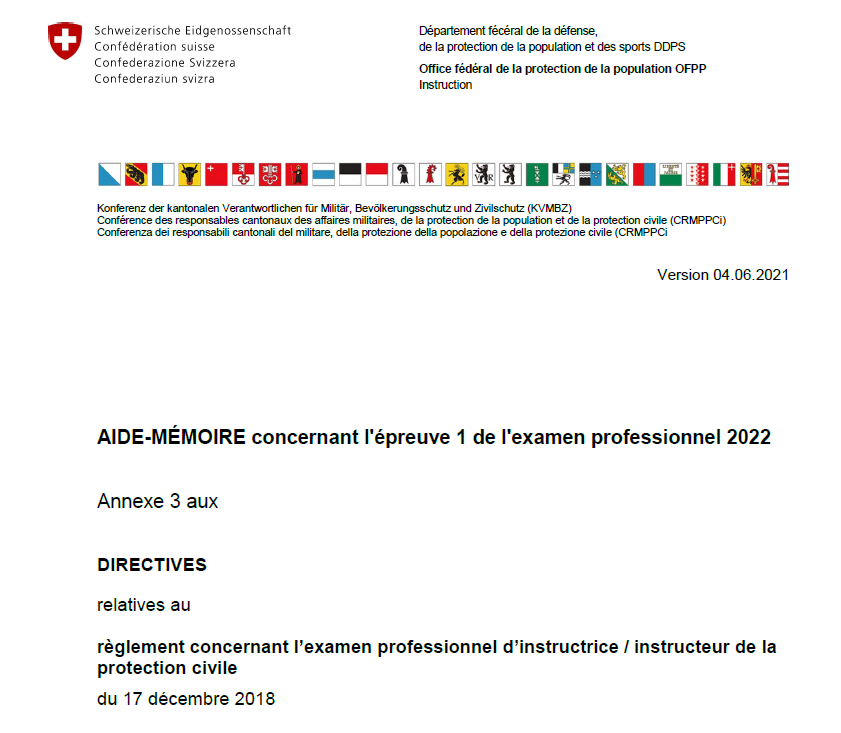 Schweizerische Eidgenossenschaft
Confédération suisse
Confederazione Svizzera
Confederaziun svizra
Département fécéral de la défense,
de la protection de la population et des sports DDPS
Office fédéral de la protection de la population OFPP
Instruction
Konferenz der kantonalen Verantwortlichen für Militär, Bevölkerungsschutz und Zivilschutz (KVMBZ)
Conférence des responsables cantonaux des affaires militaires, de la protection de la population et de la protection civile (CRMPPCi)
Conferenza dei responsabili cantonali del militare, della protezione della popolazione e della protezione civile (CRMPPCi
Version 04.06.2021
AIDE-MÉMOIRE concernant l'épreuve 1 de l'examen professionnel 2022
Annexe 3 aux
DIRECTIVES
relatives au
règlement concernant l’examen professionnel d’instructrice / instructeur de la
protection civile
du 17 décembre 2018